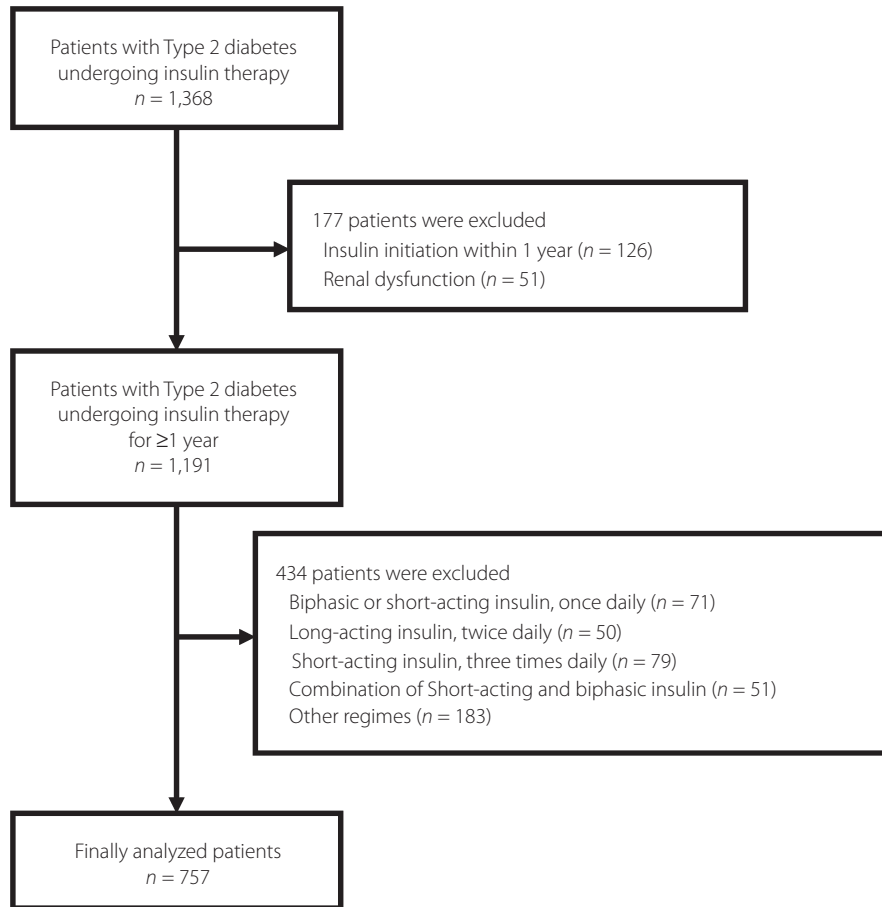 Patients with Type 2 diabetes
undergoing insulin therapy
n = 1,368
177 patients were excluded
Insulin initiation within 1 year (n = 126)
Renal dysfunction (n = 51)
Patients with Type 2 diabetes
undergoing insulin therapy
for ≥1 year
n = 1,191
434 patients were excluded
Biphasic or short-acting insulin, once daily (n = 71)
Long-acting insulin, twice daily (n = 50)
Short-acting insulin, three times daily (n = 79)
Combination of Short-acting and biphasic insulin (n = 51)
Other regimes (n = 183)
Finally analyzed patients
n = 757